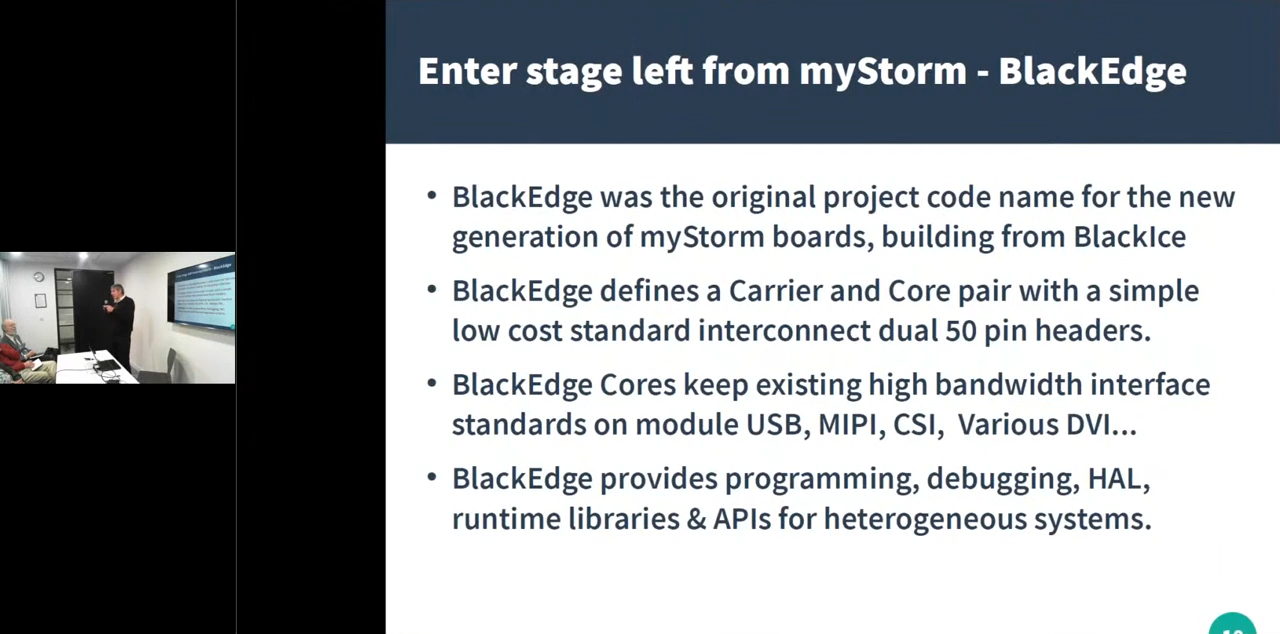 Enter stage left from myStorm - BlackEdge
• BlackEdge was the original project code name for the new
generation of myStorm boards, building from BlackIce
• BlackEdge defines a Carrier and Core pair with a simple
low cost standard interconnect dual 50 pin headers.
• BlackEdge Cores keep existing high bandwidth interface
standards on module USB, MIPI, CSI,  Various DVI...
• BlackEdge provides programming, debugging, HAL,
runtime libraries & APIs for heterogeneous systems.